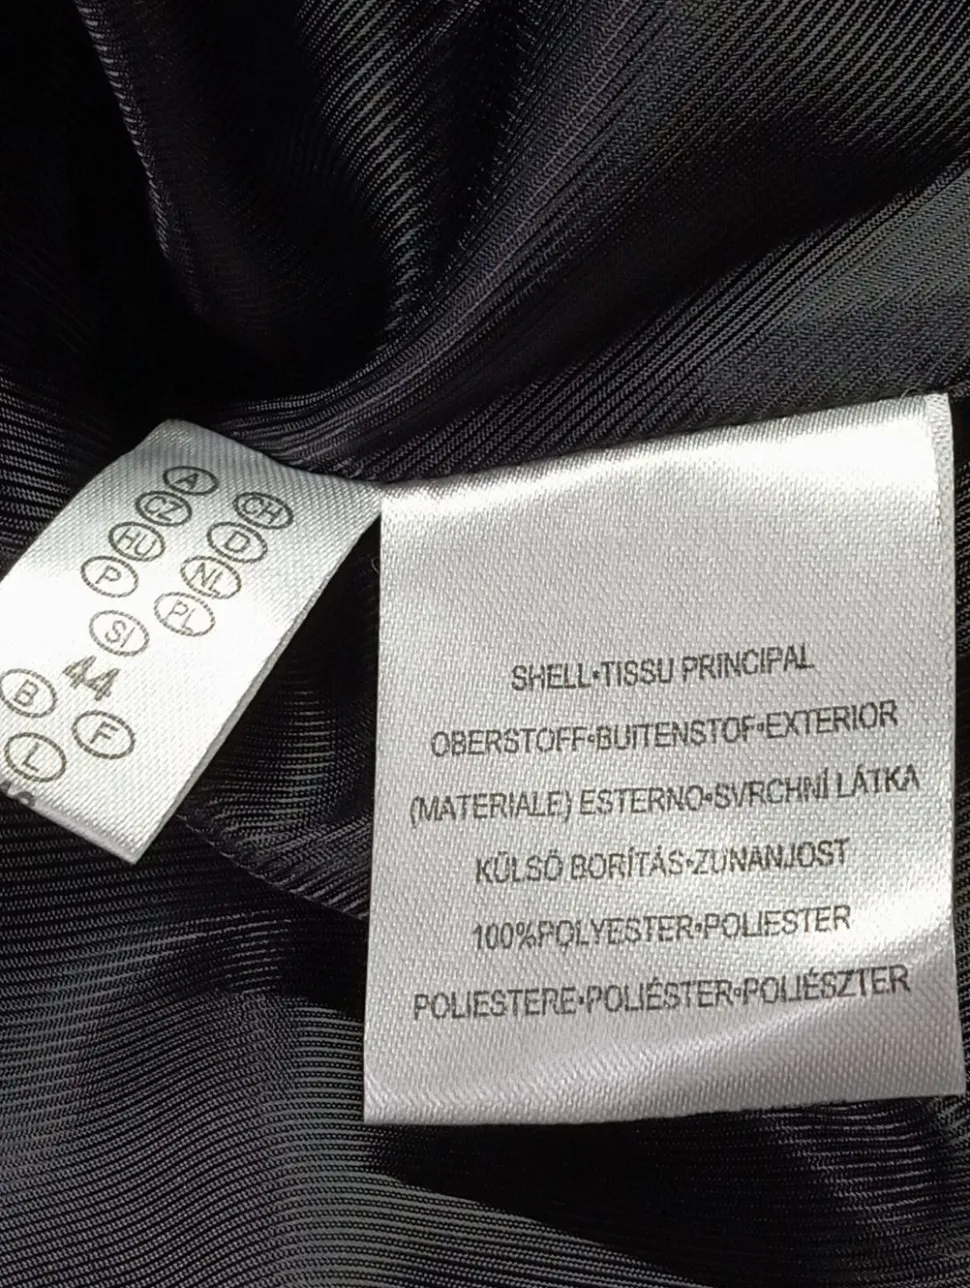 A
CZ CH
HU D
P NL
SI PL
44
B F
L
SHELL•TISSU PRINCIPAL
OBERSTOFF•BUITENSTOF•EXTERIOR
(MATERIALE) ESTERNO•SVRCHNÍ LÁTKA
KÜLSŐ BORÍTÁS•ZUNANJOST
100%POLYESTER•POLIESTER
POLIESTERE•POLIÉSTER•POLIÉSZTER